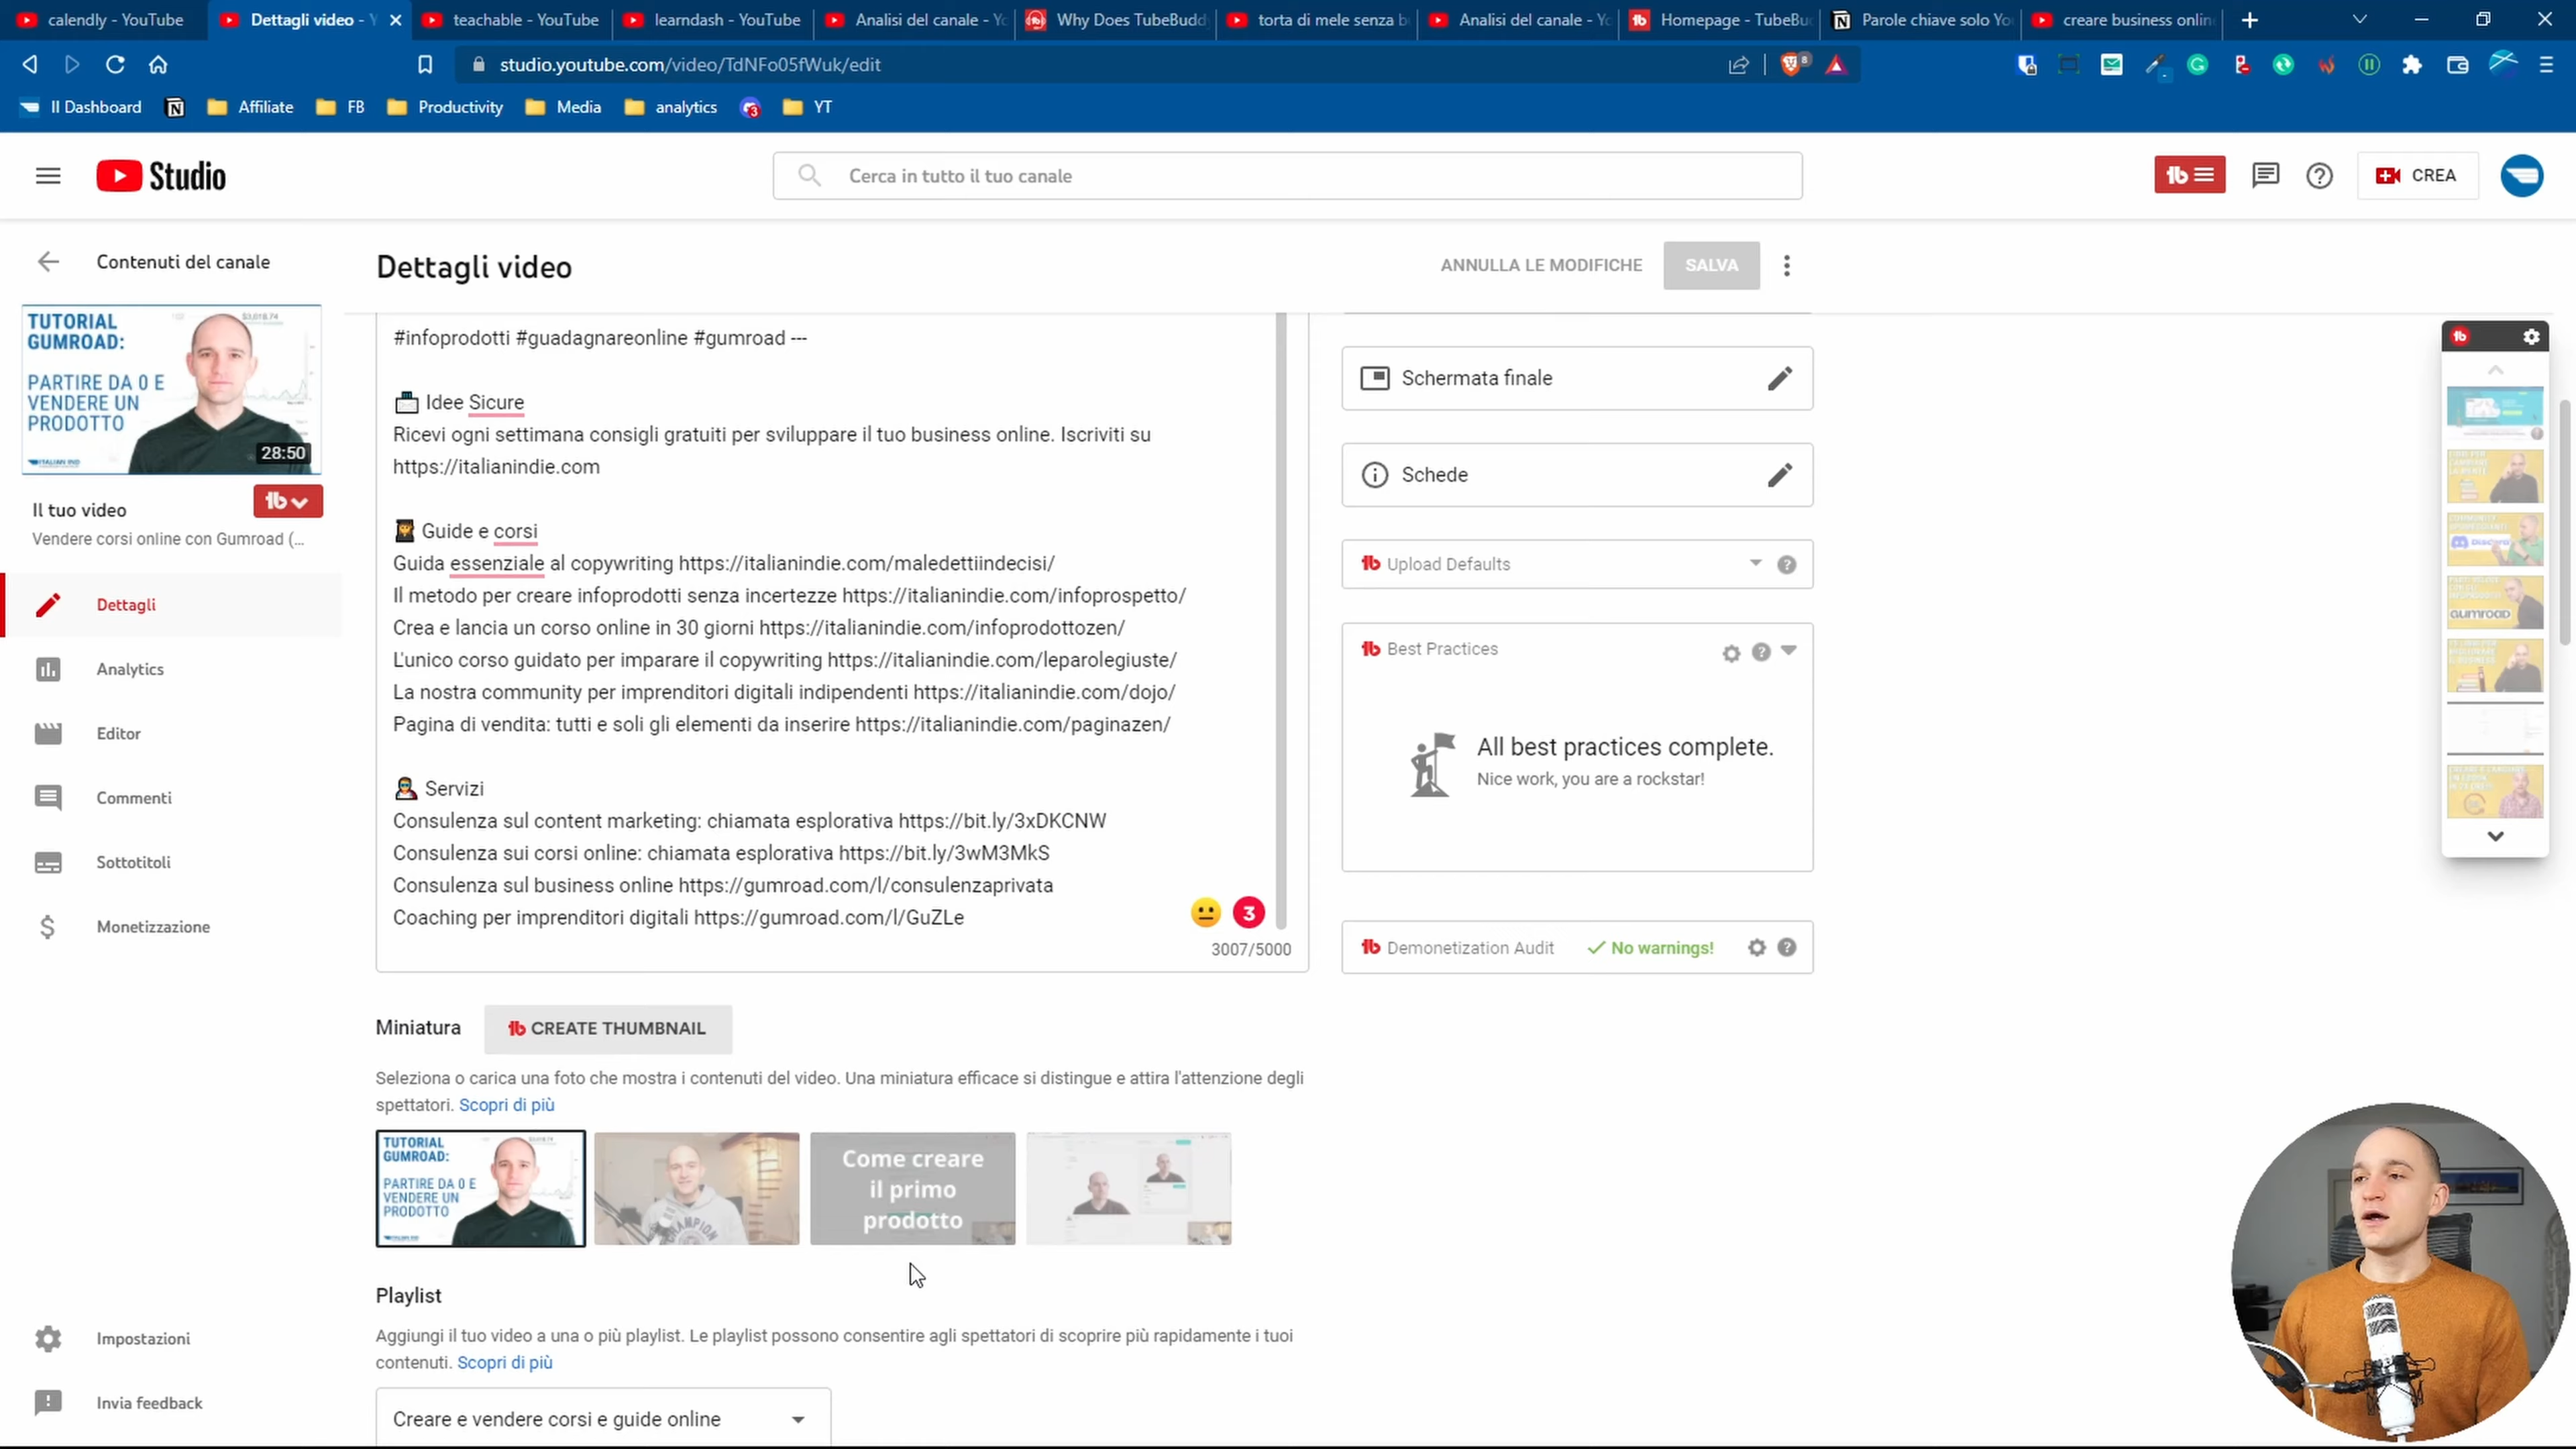 calendly - YouTube
Dettagli video - Y
teachable - YouTube
learndash - YouTube
Analisi del canale - Yo
Why Does TubeBuddy
torta di mele senza b
Analisi del canale - Yo
Homepage - TubeBu
Parole chiave solo Yo
creare business onlin
studio.youtube.com/video/TdNFo05fWuk/edit
8
II Dashboard
Affiliate
FB
Productivity
Media
analytics
3
YT
Studio
Cerca in tutto il tuo canale
CREA
Contenuti del canale
Dettagli video
ANNULLA LE MODIFICHE
SALVA
TUTORIAL
GUMROAD:
PARTIRE DA 0 E
VENDERE UN
PRODOTTO
28:50
Il tuo video
Vendere corsi online con Gumroad (...
Dettagli
Analytics
Editor
Commenti
Sottotitoli
Monetizzazione
Impostazioni
Invia feedback
#infoprodotti #guadagnareonline #gumroad ---
Idee Sicure
Ricevi ogni settimana consigli gratuiti per sviluppare il tuo business online. Iscriviti su
https://italianindie.com
Guide e corsi
Guida essenziale al copywriting https://italianindie.com/maledettiindecisi/
Il metodo per creare infoprodotti senza incertezze https://italianindie.com/infoprospetto/
Crea e lancia un corso online in 30 giorni https://italianindie.com/infoprodottozen/
L'unico corso guidato per imparare il copywriting https://italianindie.com/leparolegiuste/
La nostra community per imprenditori digitali indipendenti https://italianindie.com/dojo/
Pagina di vendita: tutti e soli gli elementi da inserire https://italianindie.com/paginazen/
Servizi
Consulenza sul content marketing: chiamata esplorativa https://bit.ly/3xDKCNW
Consulenza sui corsi online: chiamata esplorativa https://bit.ly/3wM3MkS
Consulenza sul business online https://gumroad.com/l/consulenzaprivata
Coaching per imprenditori digitali https://gumroad.com/l/GuZLe
3
3007/5000
Schermata finale
Schede
Upload Defaults
Best Practices
All best practices complete.
Nice work, you are a rockstar!
Demonetization Audit
No warnings!
Miniatura
CREATE THUMBNAIL
Seleziona o carica una foto che mostra i contenuti del video. Una miniatura efficace si distingue e attira l'attenzione degli
spettatori. Scopri di più
TUTORIAL
GUMROAD:
PARTIRE DA 0 E
VENDERE UN
PRODOTTO
Come creare
il primo
prodotto
Playlist
Aggiungi il tuo video a una o più playlist. Le playlist possono consentire agli spettatori di scoprire più rapidamente i tuoi
contenuti. Scopri di più
Creare e vendere corsi e guide online